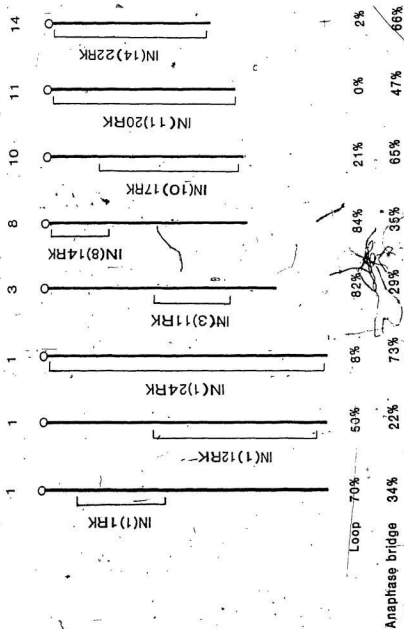 1 1 1 3 8 10 11 14
IN(1)1RK
IN(1)12RK
IN(1)24RK
IN(3)11RK
IN(8)14RK
IN(10)17RK
IN(11)20RK
IN(14)22RK
Loop 70% 50% 8% 82% 84% 21% 0% 2%
Anaphase bridge 34% 22% 73% 29% 35% 65% 47% 66%